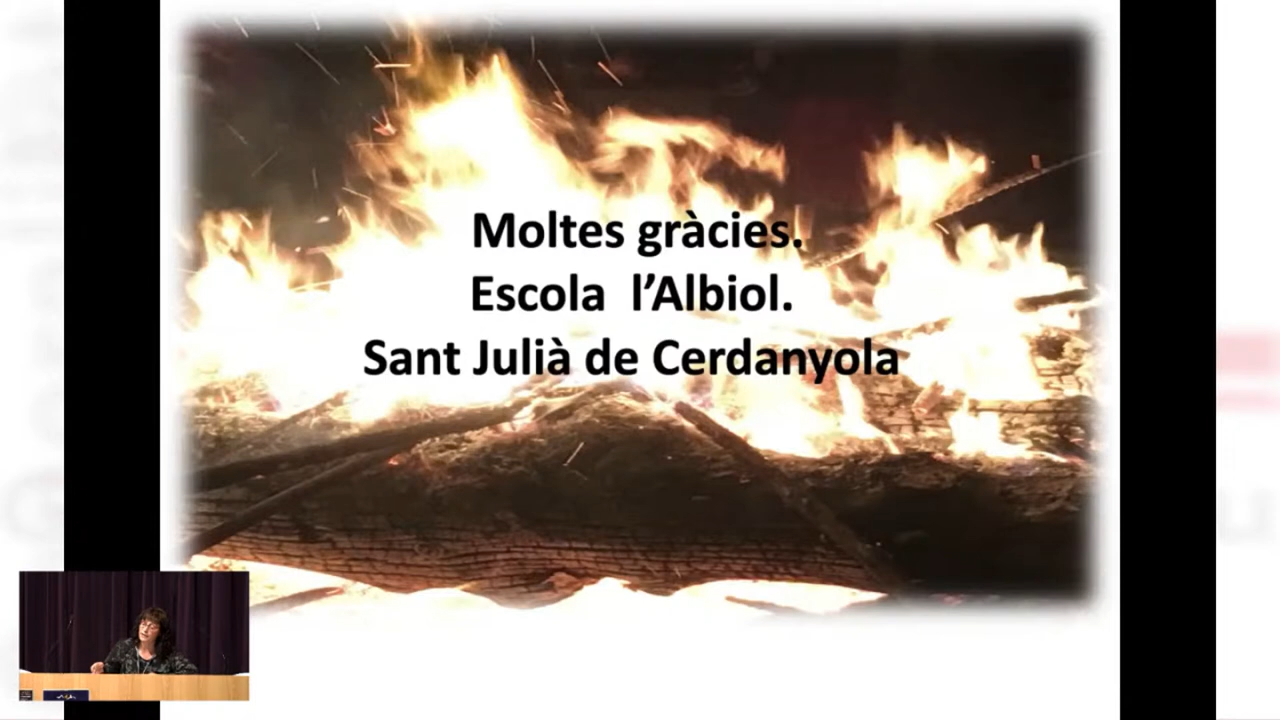 Moltes gràcies.
Escola l’Albiol.
Sant Julià de Cerdanyola